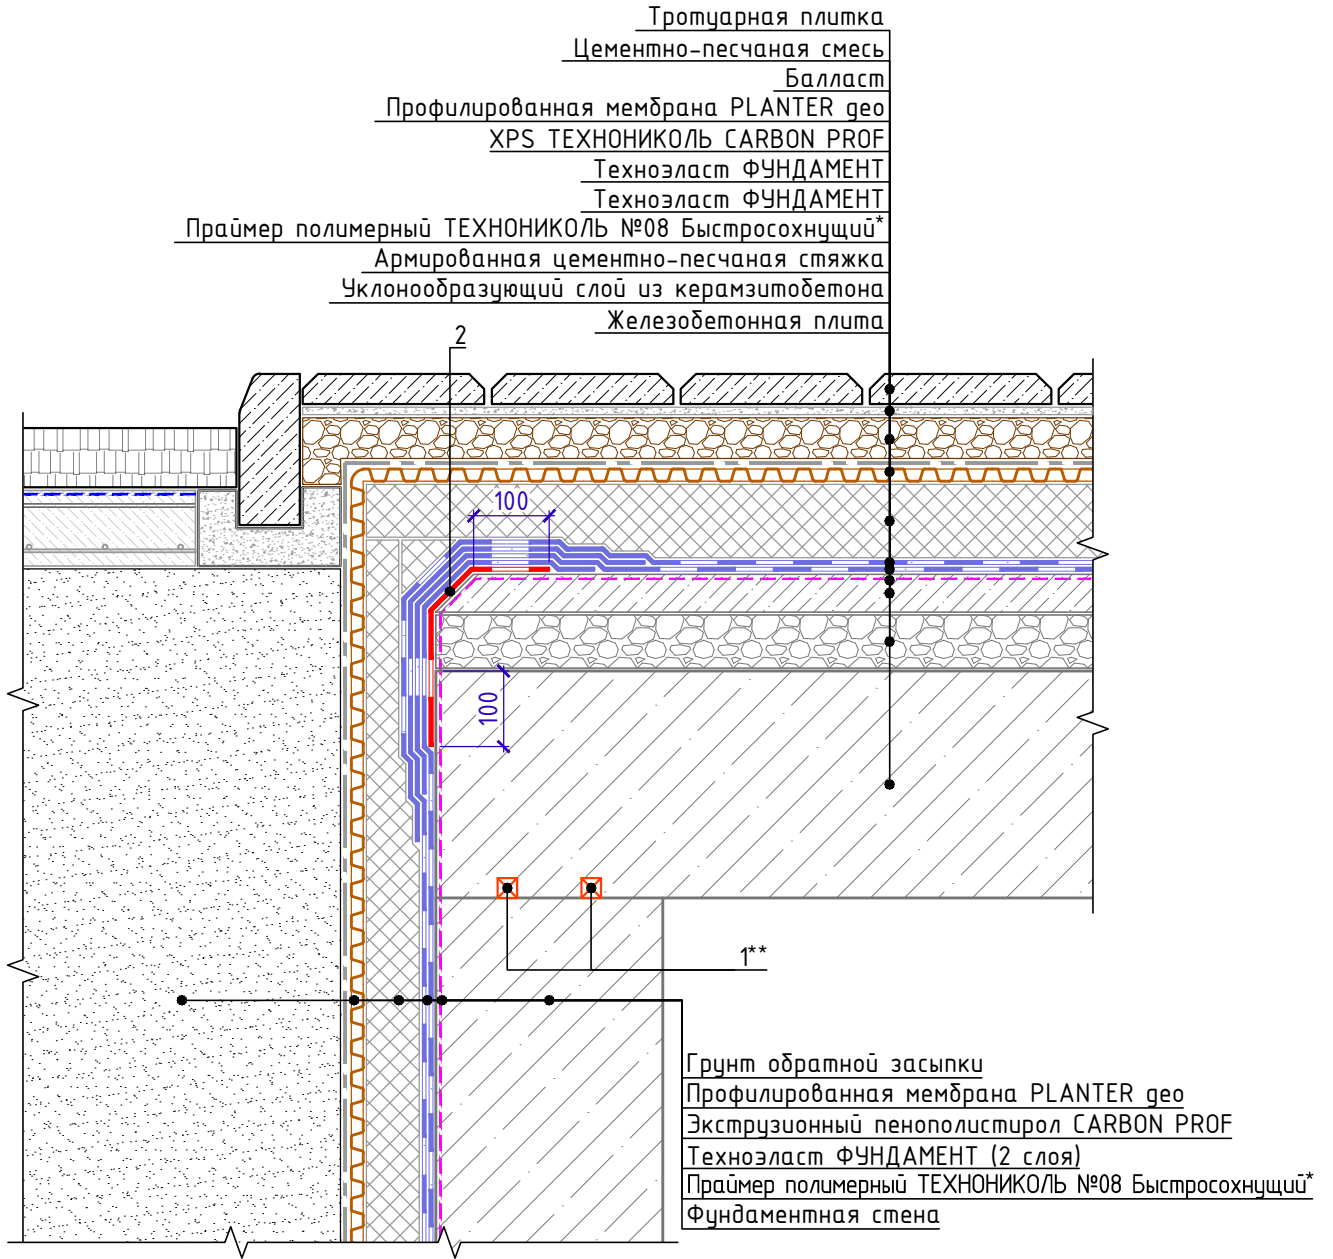 Тротуарная плитка
Цементно-песчаная смесь
Балласт
Профилированная мембрана PLANTER geo
XPS ТЕХНОНИКОЛЬ CARBON PROF
Техноэласт ФУНДАМЕНТ
Техноэласт ФУНДАМЕНТ
Праймер полимерный ТЕХНОНИКОЛЬ №08 Быстросохнущий*
Армированная цементно-песчаная стяжка
Уклонообразующий слой из керамзитобетона
Железобетонная плита
2
100
100
1**
Грунт обратной засыпки
Профилированная мембрана PLANTER geo
Экструзионный пенополистирол CARBON PROF
Техноэласт ФУНДАМЕНТ (2 слоя)
Праймер полимерный ТЕХНОНИКОЛЬ №08 Быстросохнущий*
Фундаментная стена